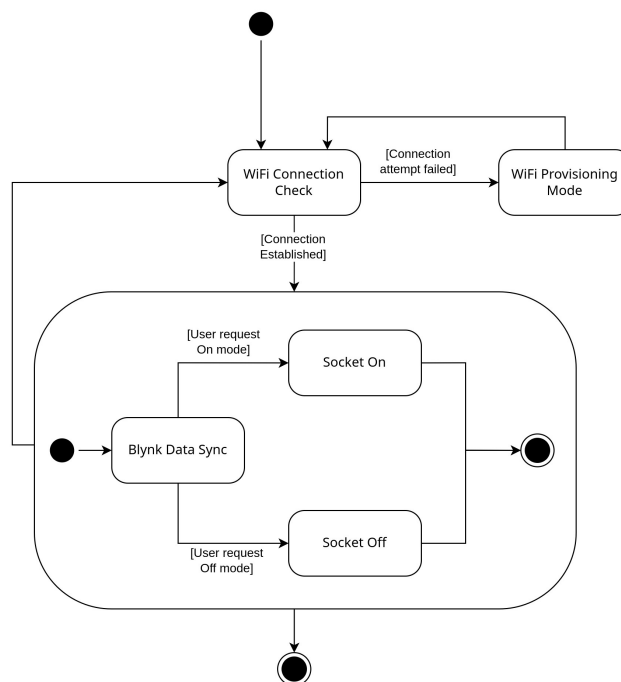 WiFi Connection
Check
[Connection
attempt failed]
WiFi Provisioning
Mode
[Connection
Established]
[User request
On mode]
Socket On
Blynk Data Sync
[User request
Off mode]
Socket Off